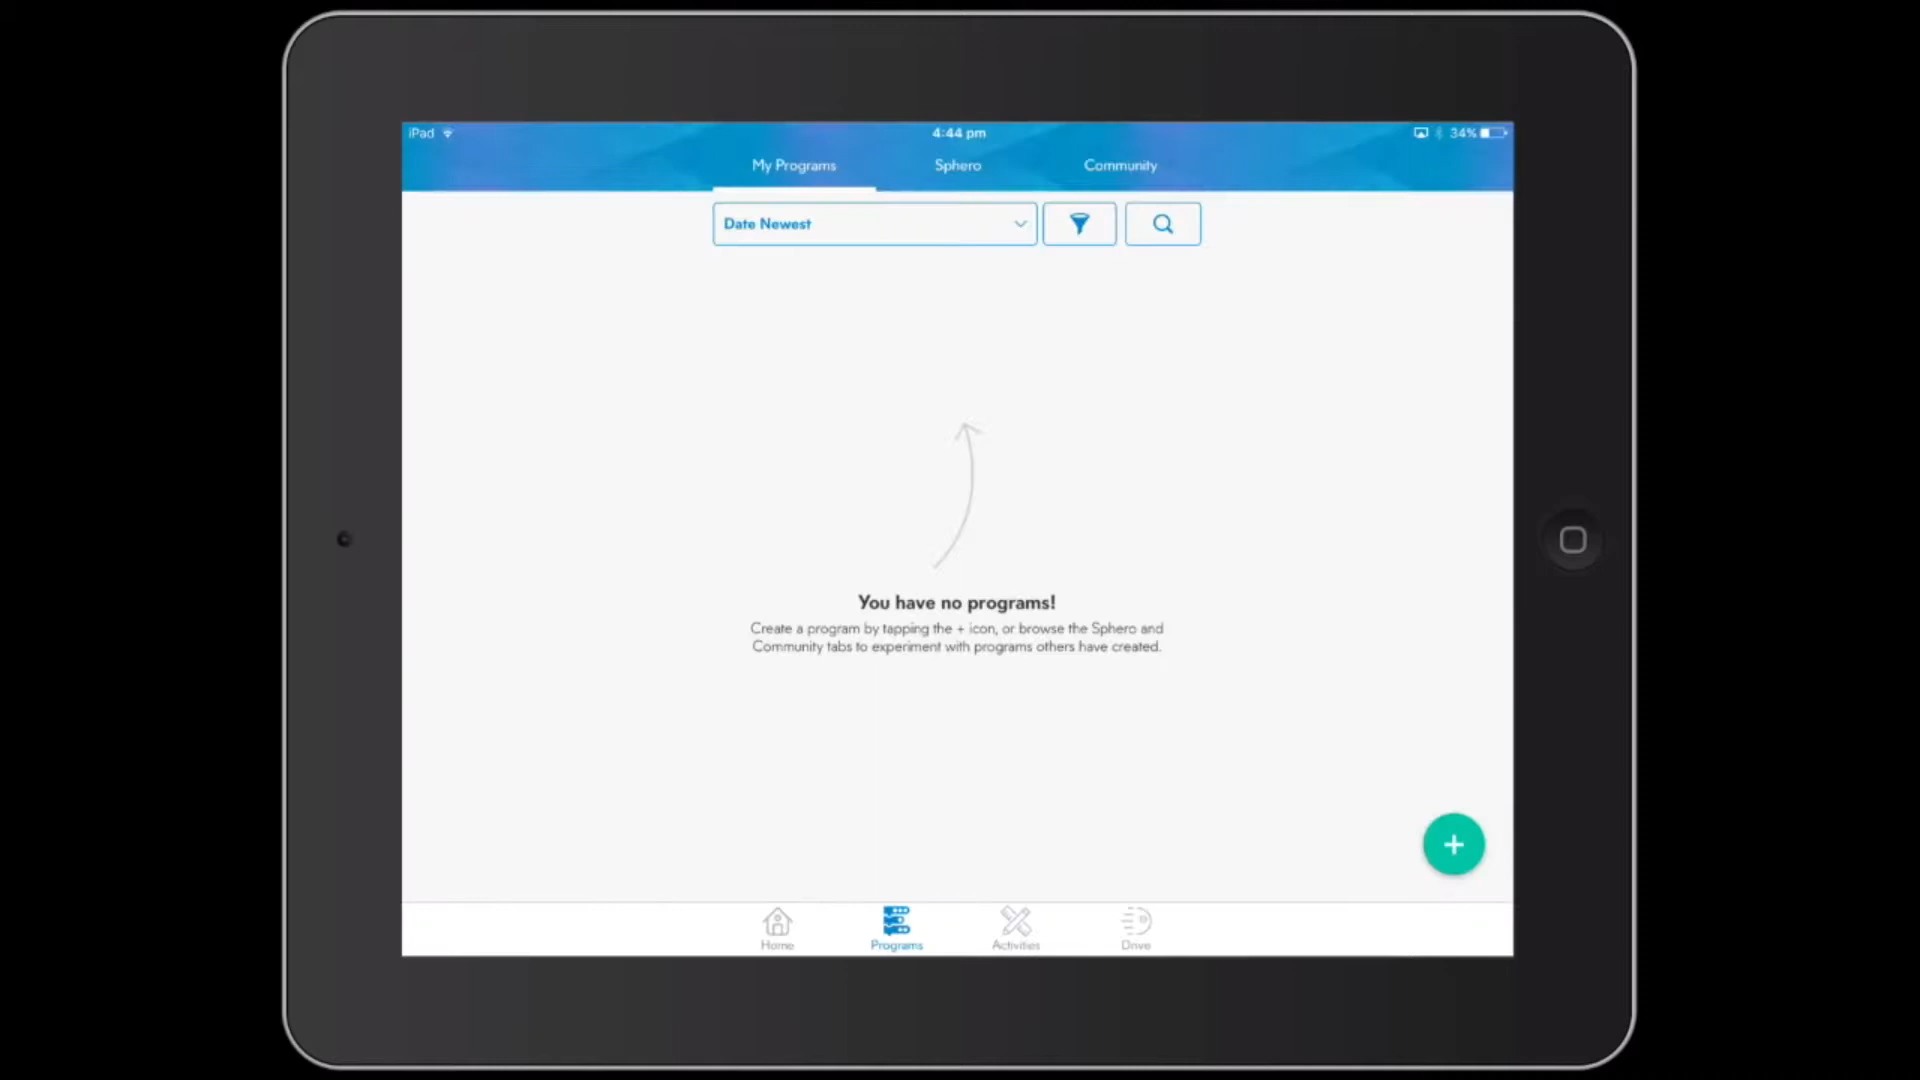 iPad
4:44 pm
34%
My Programs
Sphero
Community
Date Newest
You have no programs!
Create a program by tapping the + icon, or browse the Sphero and
Community tabs to experiment with programs others have created.
Home
Programs
Activities
Drive